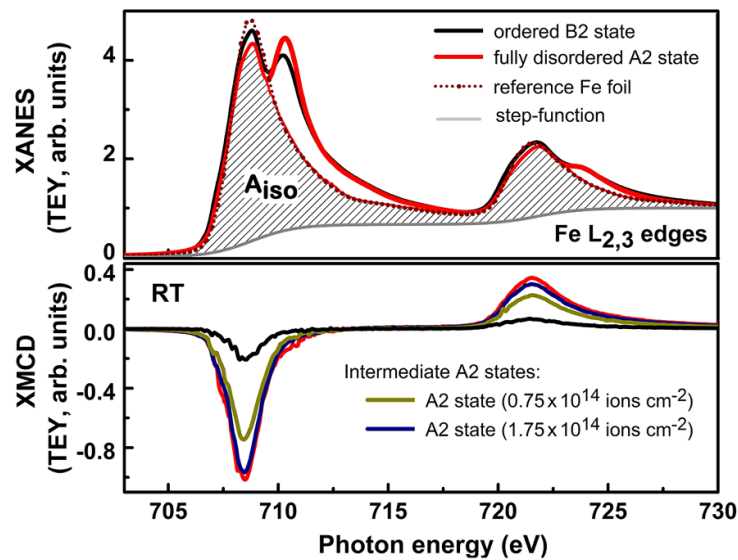 XANES
(TEY, arb. units)
4
2
0
ordered B2 state
fully disordered A2 state
reference Fe foil
step-function
Aiso
Fe L2,3 edges
XMCD
(TEY, arb. units)
0.4
0.0
-0.4
-0.8
RT
Intermediate A2 states:
A2 state (0.75 x 10^14 ions cm^-2)
A2 state (1.75 x 10^14 ions cm^-2)
705 710 715 720 725 730
Photon energy (eV)